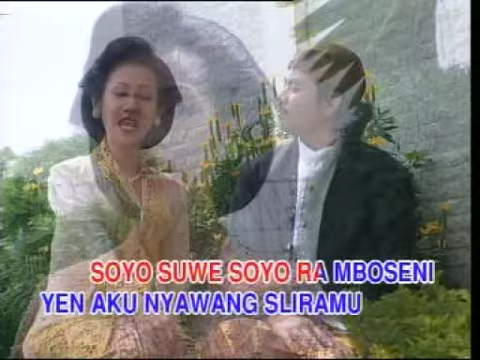 SOYO SUWE SOYO RA MBOSENI
YEN AKU NYAWANG SLIRAMU